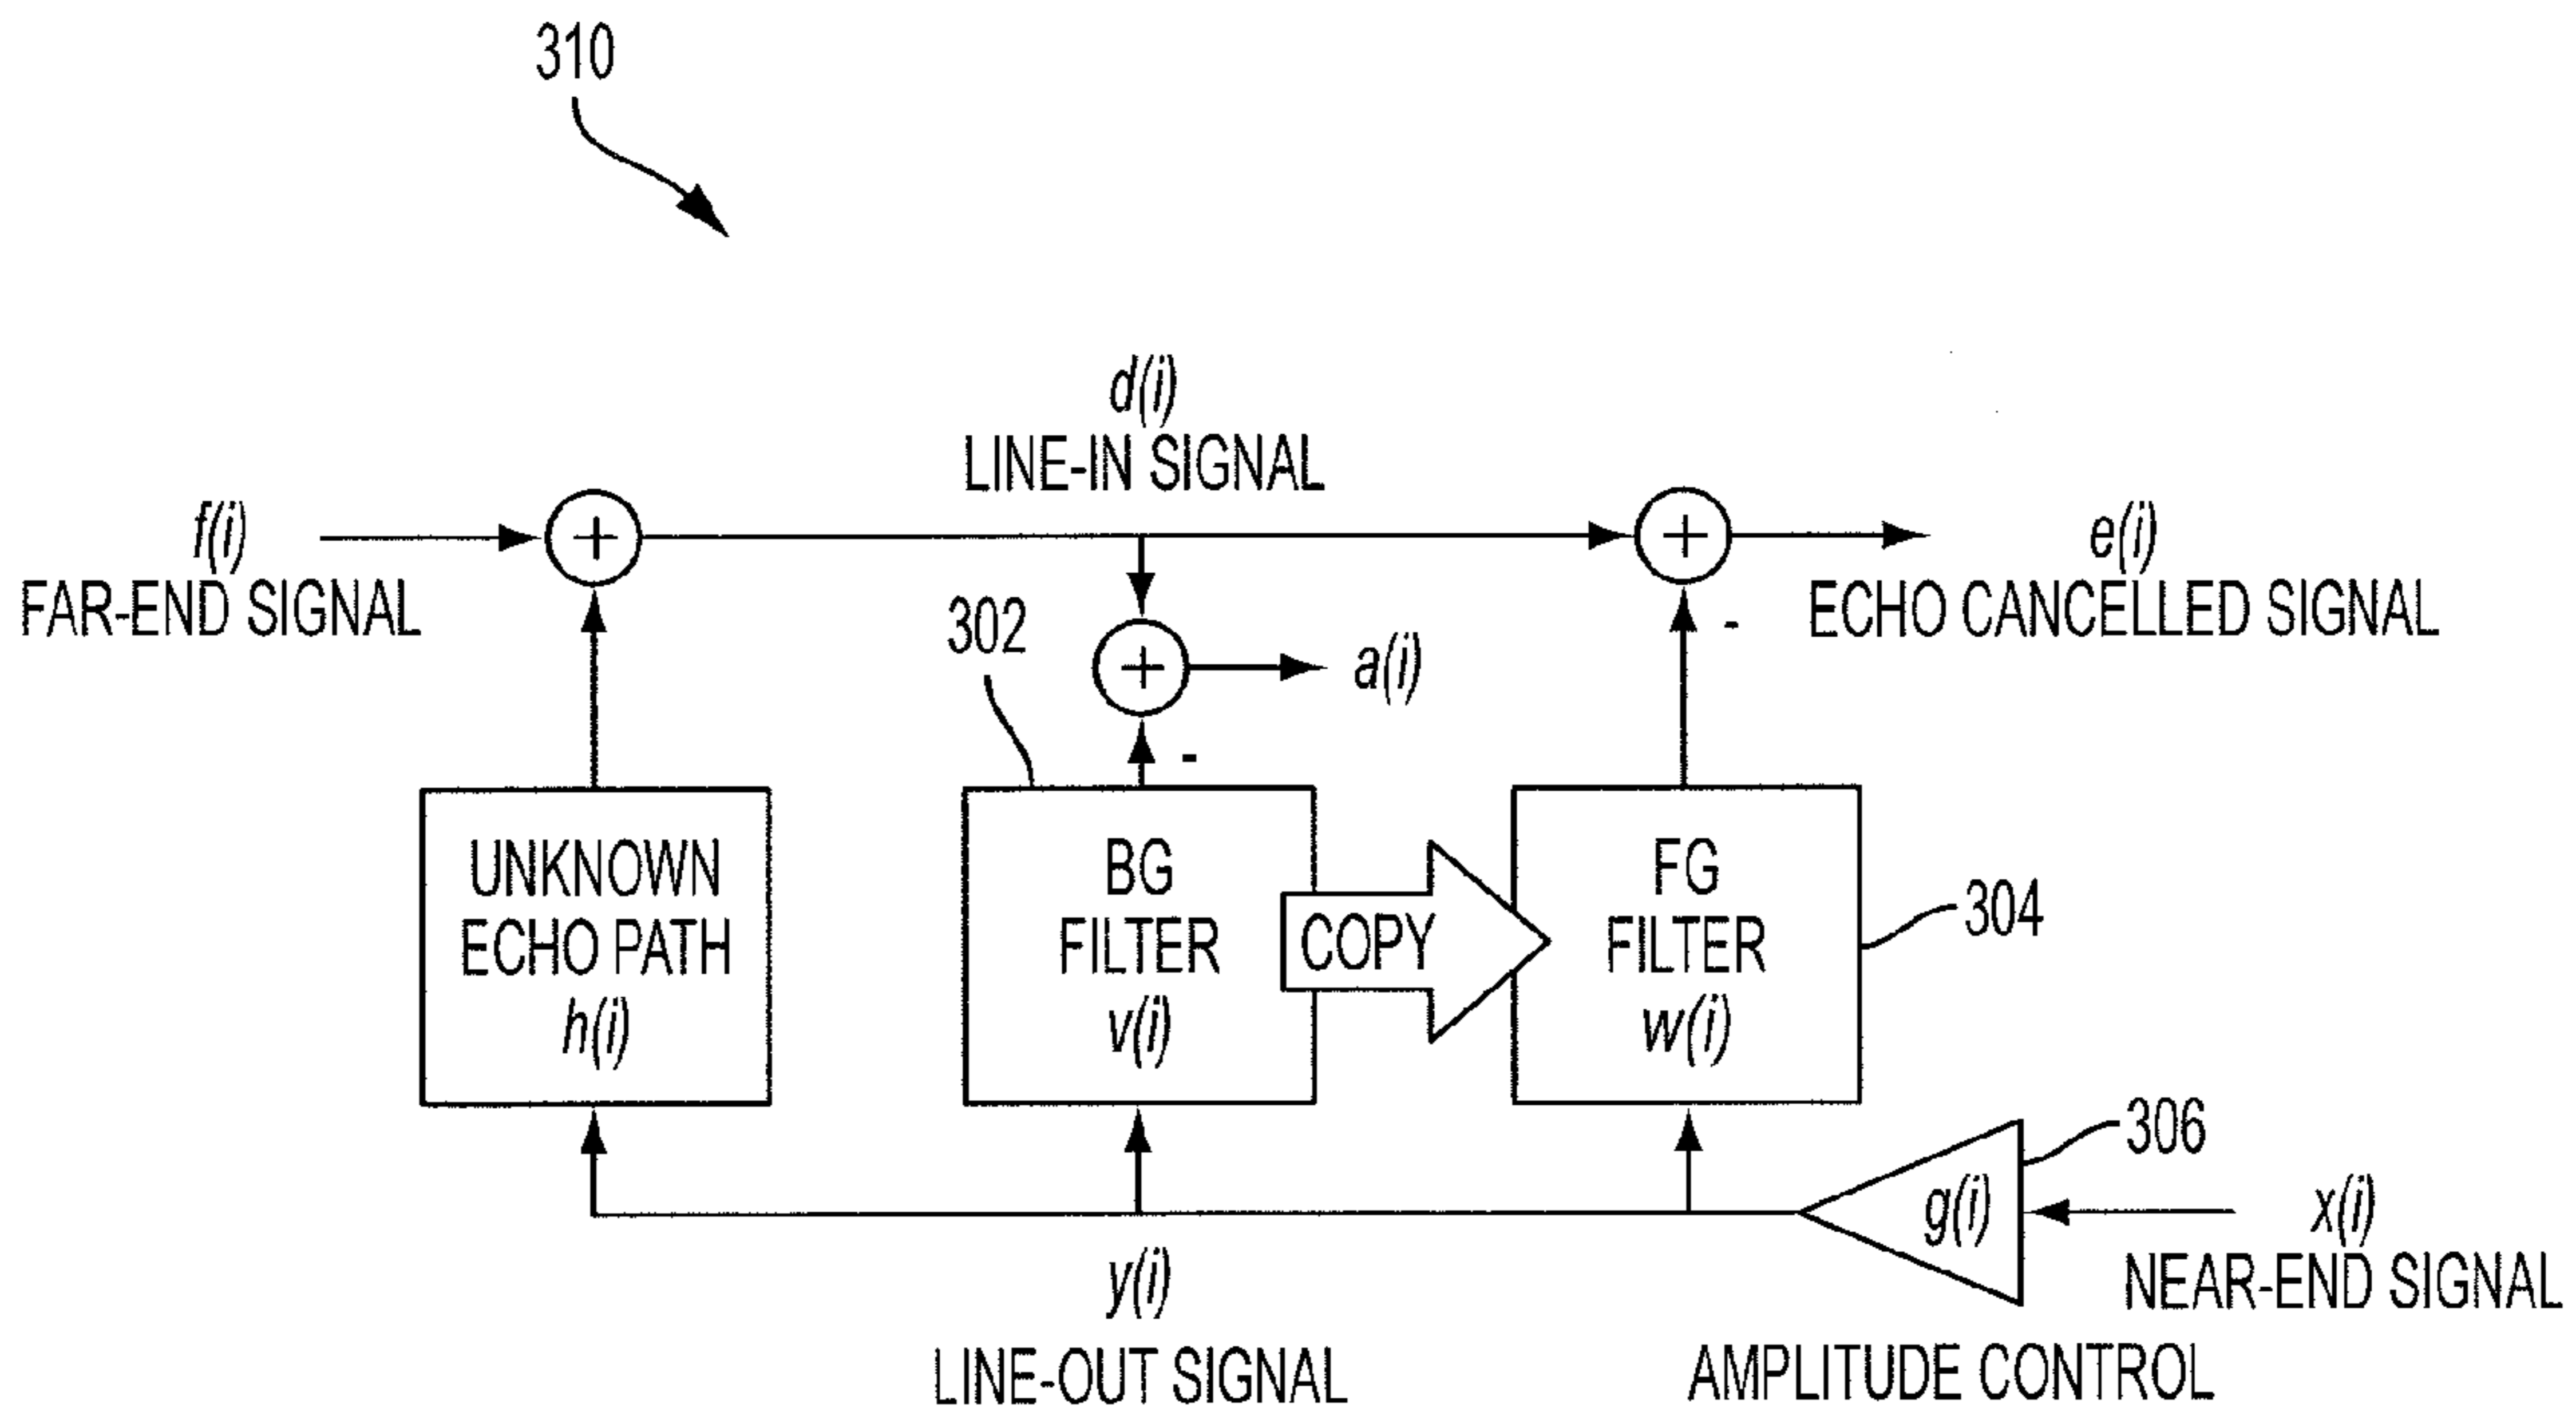 310
d(i)
LINE-IN SIGNAL
f(i)
FAR-END SIGNAL
+
+
e(i)
ECHO CANCELLED SIGNAL
302
+
a(i)
-
-
UNKNOWN
ECHO PATH
h(i)
BG
FILTER
v(i)
COPY
FG
FILTER
w(i)
304
306
g(i)
x(i)
NEAR-END SIGNAL
y(i)
LINE-OUT SIGNAL
AMPLITUDE CONTROL